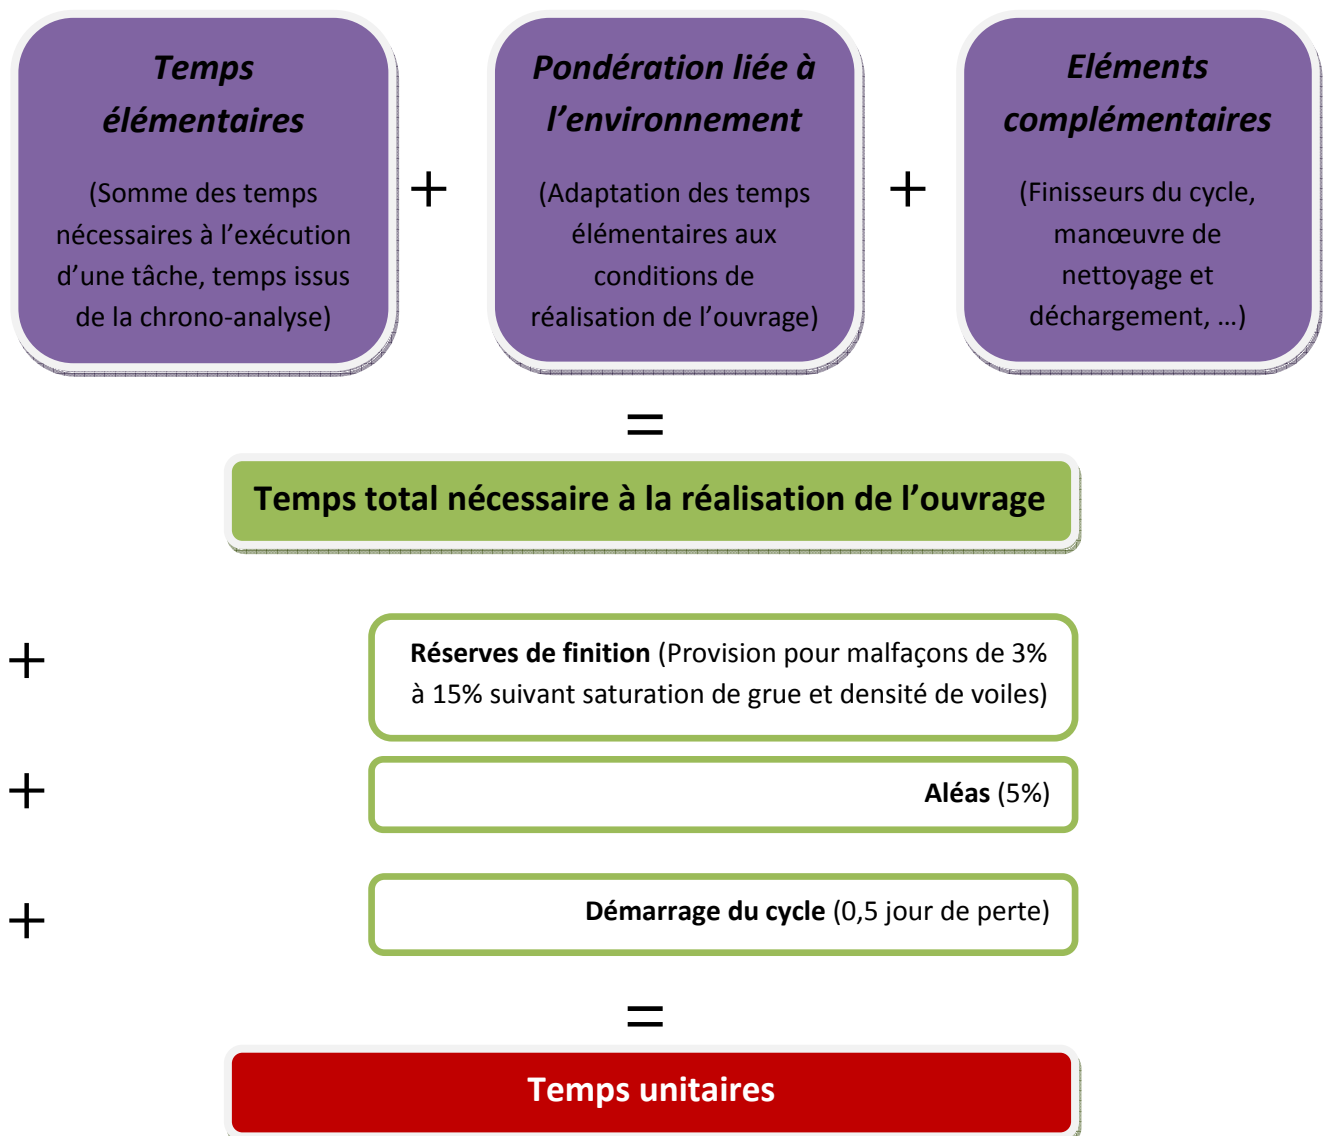 Temps
élémentaires
(Somme des temps
nécessaires à l’exécution
d’une tâche, temps issus
de la chrono-analyse)
+
Pondération liée à
l’environnement
(Adaptation des temps
élémentaires aux
conditions de
réalisation de l’ouvrage)
+
Eléments
complémentaires
(Finisseurs du cycle,
manœuvre de
nettoyage et
déchargement, …)
=
Temps total nécessaire à la réalisation de l’ouvrage
+
Réserves de finition (Provision pour malfaçons de 3%
à 15% suivant saturation de grue et densité de voiles)
+
Aléas (5%)
+
Démarrage du cycle (0,5 jour de perte)
=
Temps unitaires